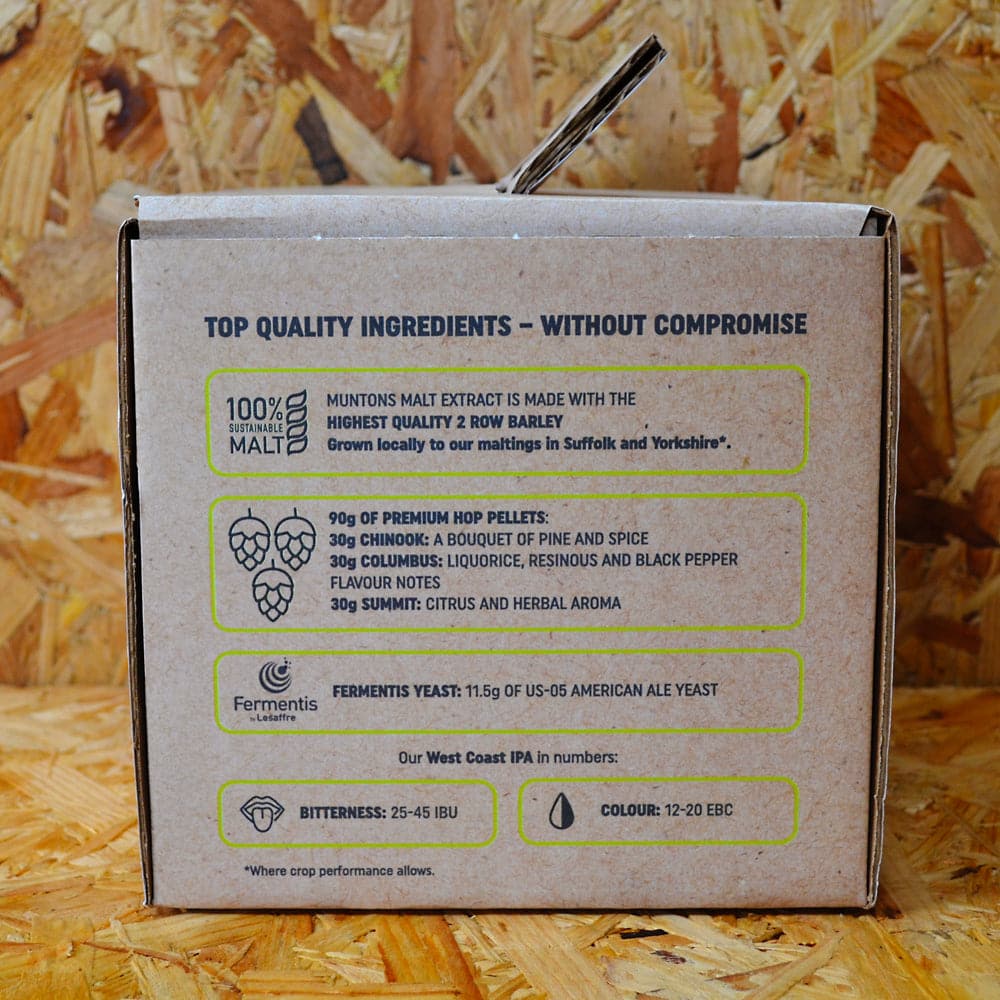 TOP QUALITY INGREDIENTS – WITHOUT COMPROMISE
100%
SUSTAINABLE
MALT
MUNTONS MALT EXTRACT IS MADE WITH THE
HIGHEST QUALITY 2 ROW BARLEY
Grown locally to our maltings in Suffolk and Yorkshire*.
90g OF PREMIUM HOP PELLETS:
30g CHINOOK: A BOUQUET OF PINE AND SPICE
30g COLUMBUS: LIQUORICE, RESINOUS AND BLACK PEPPER
FLAVOUR NOTES
30g SUMMIT: CITRUS AND HERBAL AROMA
Fermentis
by Lesaffre
FERMENTIS YEAST: 11.5g OF US-05 AMERICAN ALE YEAST
Our West Coast IPA in numbers:
BITTERNESS: 25-45 IBU
COLOUR: 12-20 EBC
*Where crop performance allows.